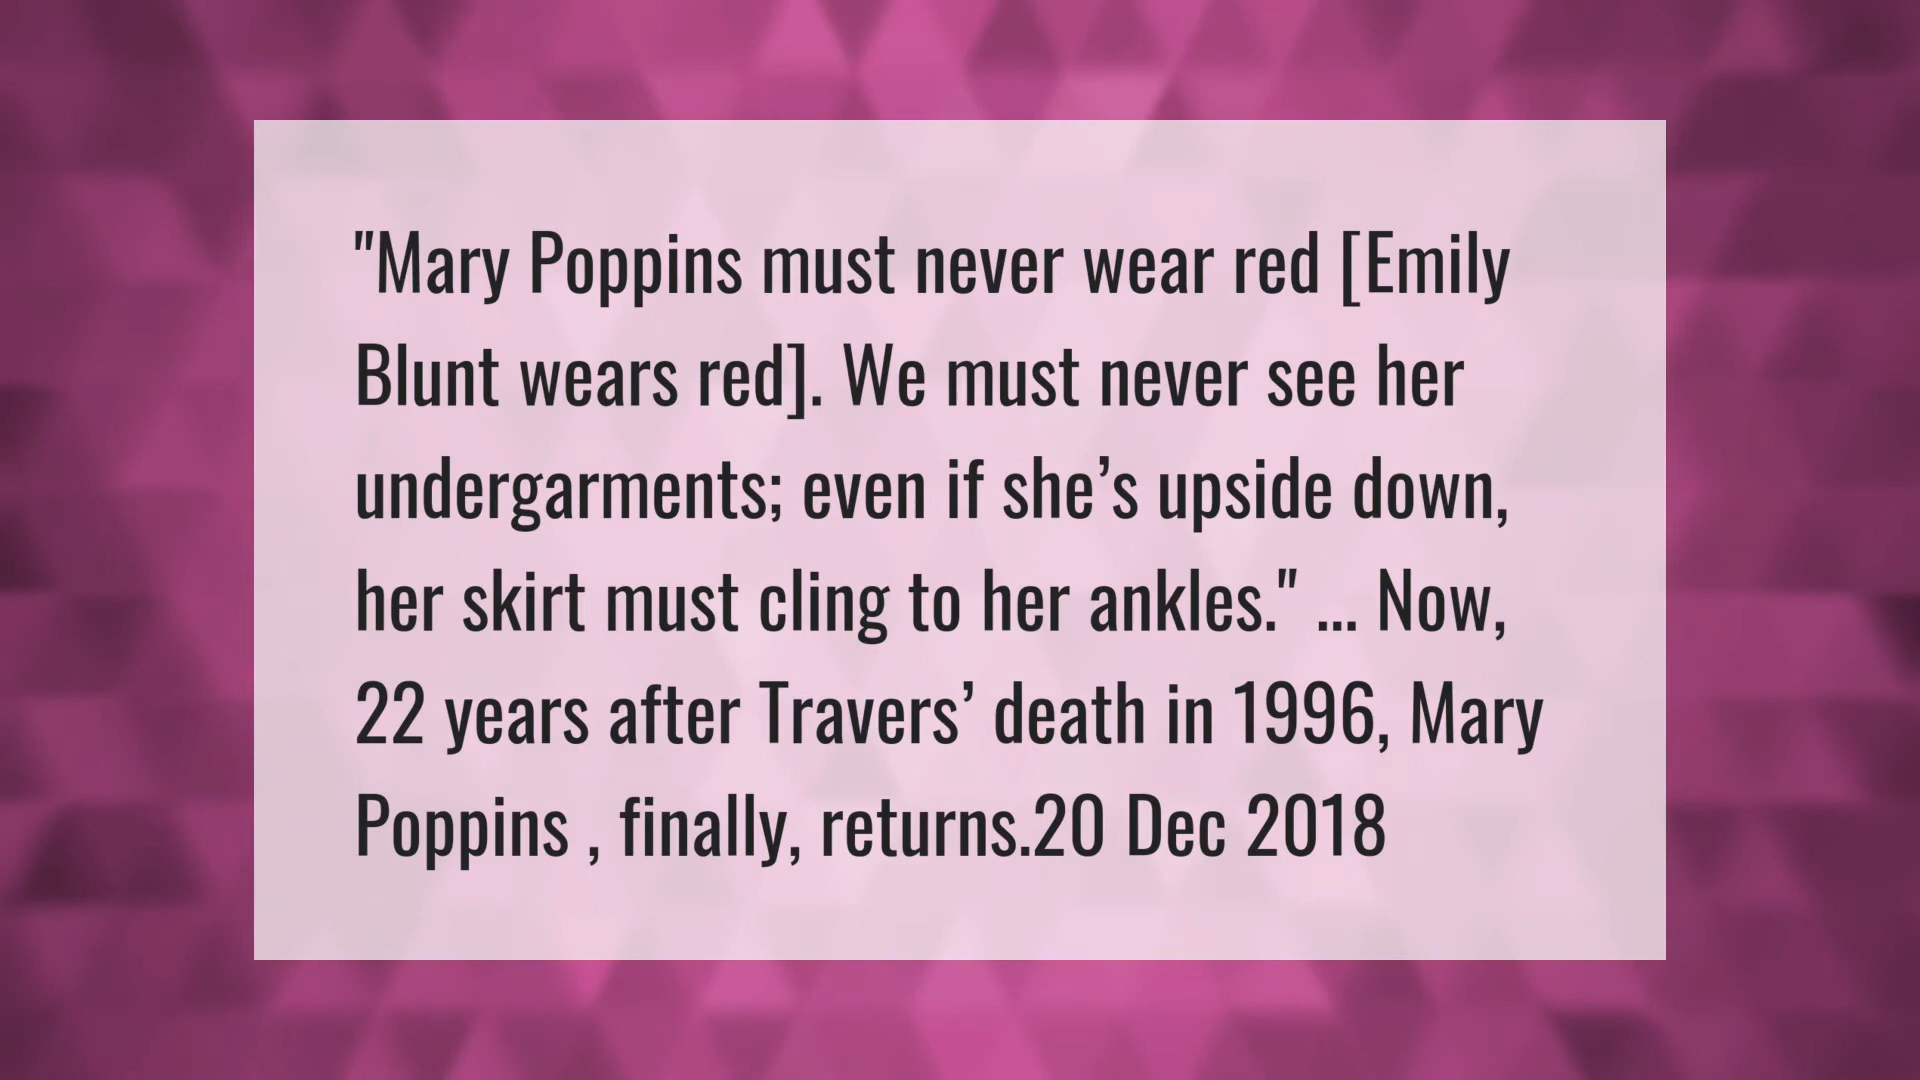 "Mary Poppins must never wear red [Emily
Blunt wears red]. We must never see her
undergarments; even if she’s upside down,
her skirt must cling to her ankles." ... Now,
22 years after Travers’ death in 1996, Mary
Poppins , finally, returns.20 Dec 2018